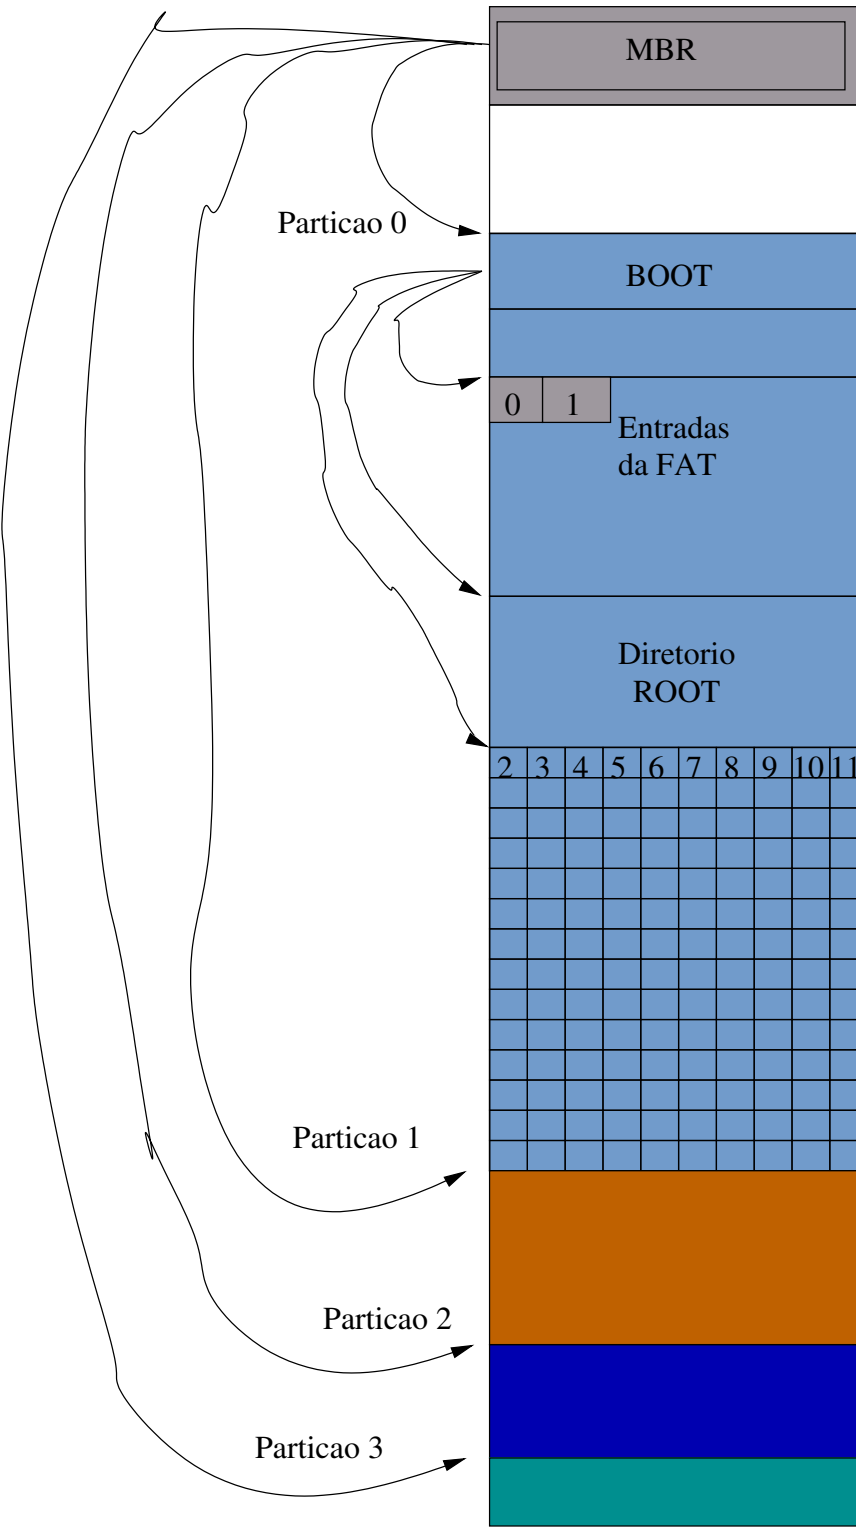 MBR
Particao 0
BOOT
0 1
Entradas
da FAT
Diretorio
ROOT
2 3 4 5 6 7 8 9 10 11
Particao 1
Particao 2
Particao 3